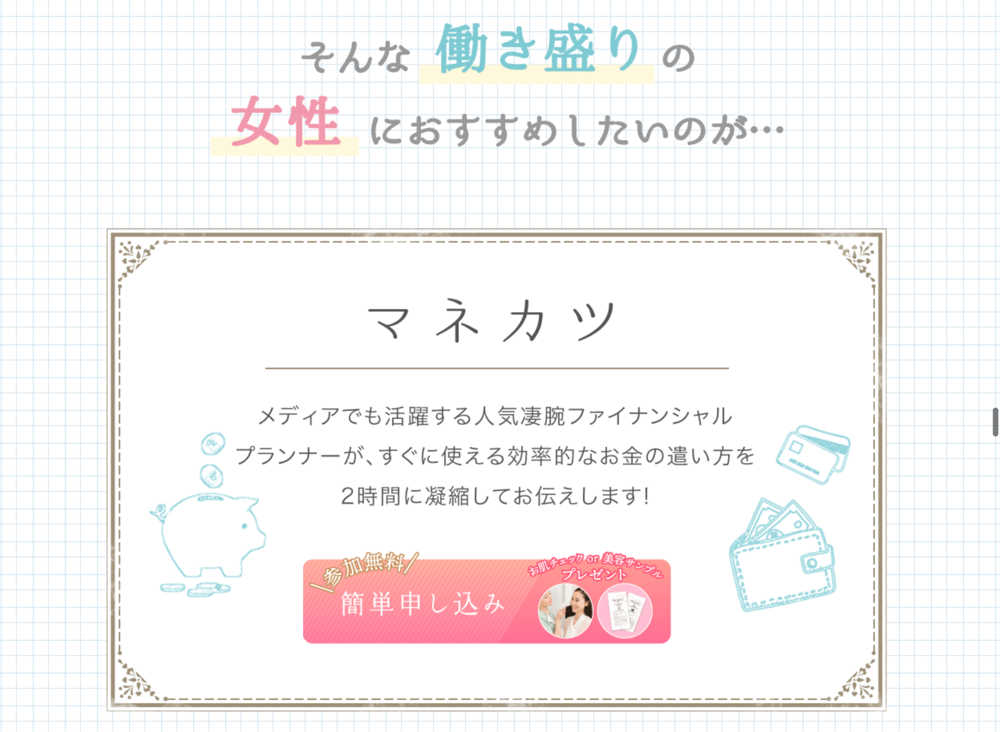 そんな働き盛りの
女性におすすめしたいのが…
マネカツ
メディアでも活躍する人気凄腕ファイナンシャル
プランナーが、すぐに使える効率的なお金の遣い方を
2時間に凝縮してお伝えします!
\参加無料/
お肌チェック or 美容サンプル
プレゼント
簡単申し込み